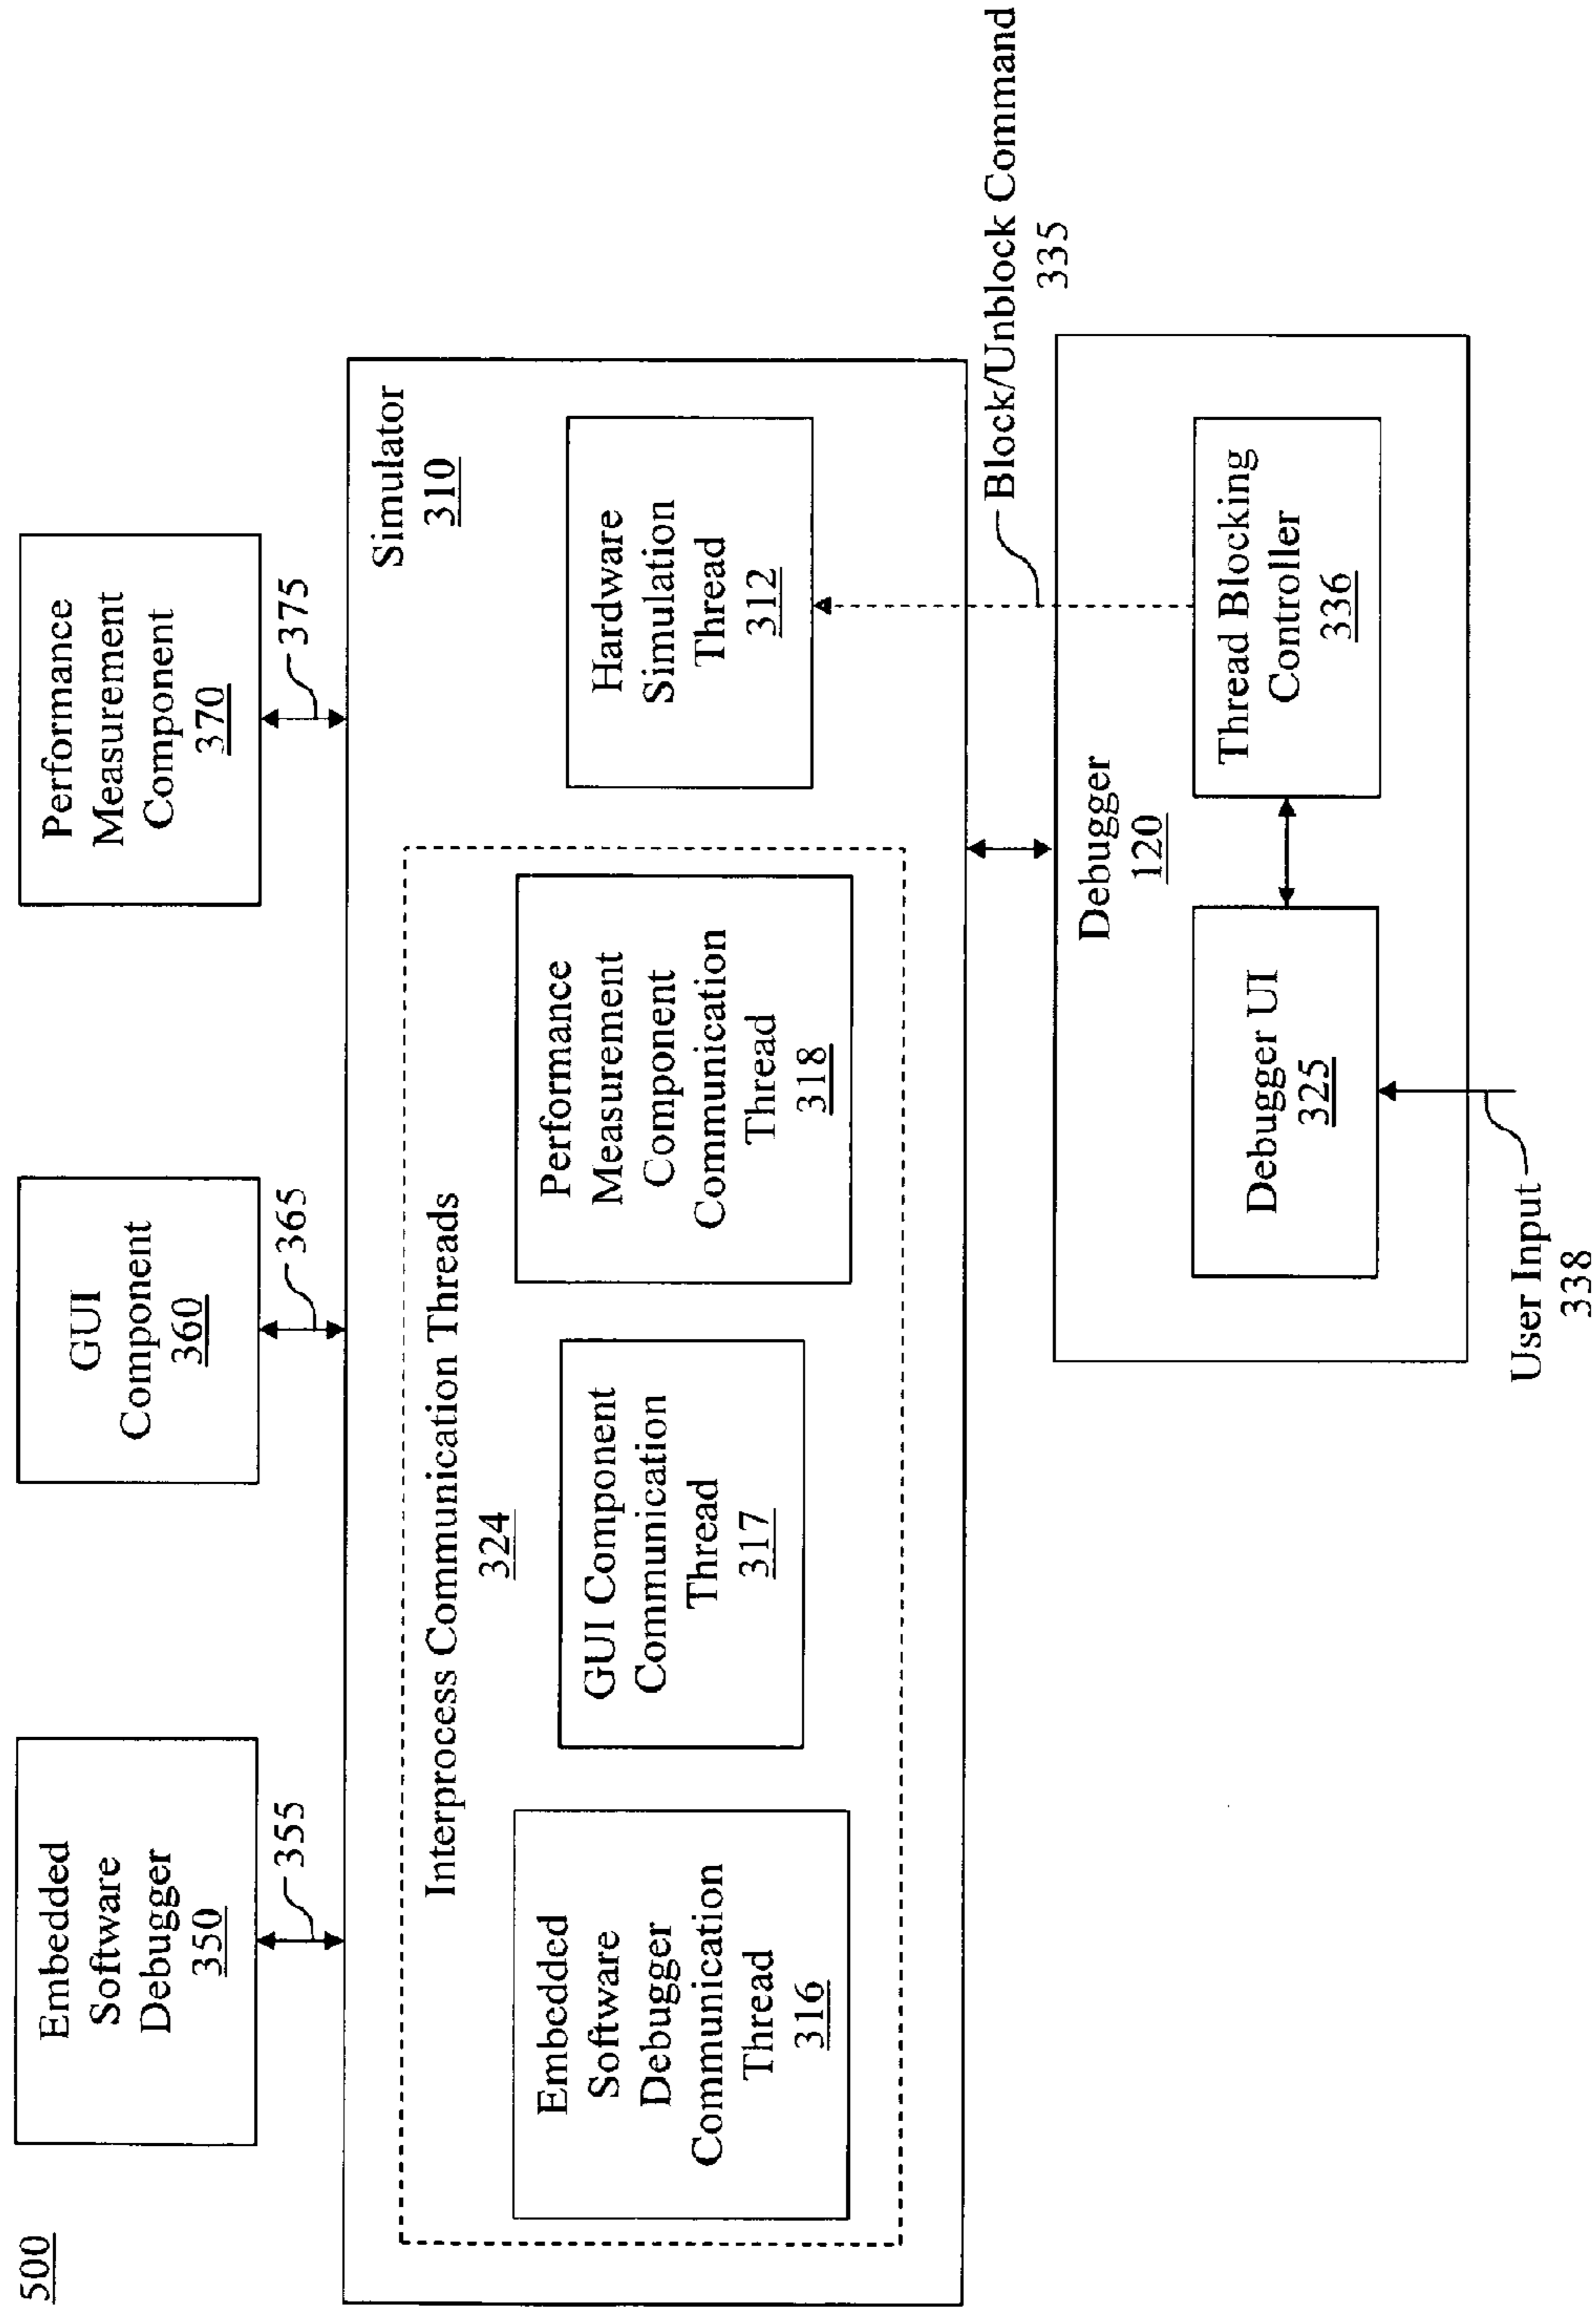 500
Embedded
Software
Debugger
350
355
GUI
Component
360
365
Performance
Measurement
Component
370
375
Simulator
310
Interprocess Communication Threads
324
Embedded
Software
Debugger
Communication
Thread
316
GUI Component
Communication
Thread
317
Performance
Measurement
Component
Communication
Thread
318
Hardware
Simulation
Thread
312
Block/Unblock Command
335
Debugger
120
Debugger UI
325
Thread Blocking
Controller
336
User Input
338